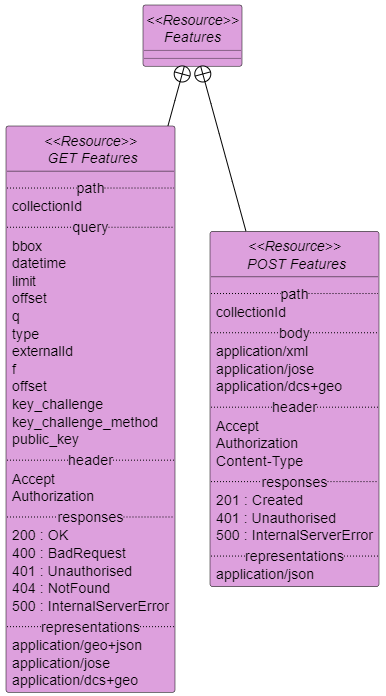 <<Resource>>
Features
<<Resource>>
GET Features
path
collectionId
query
bbox
datetime
limit
offset
q
type
externalId
f
offset
key_challenge
key_challenge_method
public_key
header
Accept
Authorization
responses
200 : OK
400 : BadRequest
401 : Unauthorised
404 : NotFound
500 : InternalServerError
representations
application/geo+json
application/jose
application/dcs+geo
<<Resource>>
POST Features
path
collectionId
body
application/xml
application/jose
application/dcs+geo
header
Accept
Authorization
Content-Type
responses
201 : Created
401 : Unauthorised
500 : InternalServerError
representations
application/json